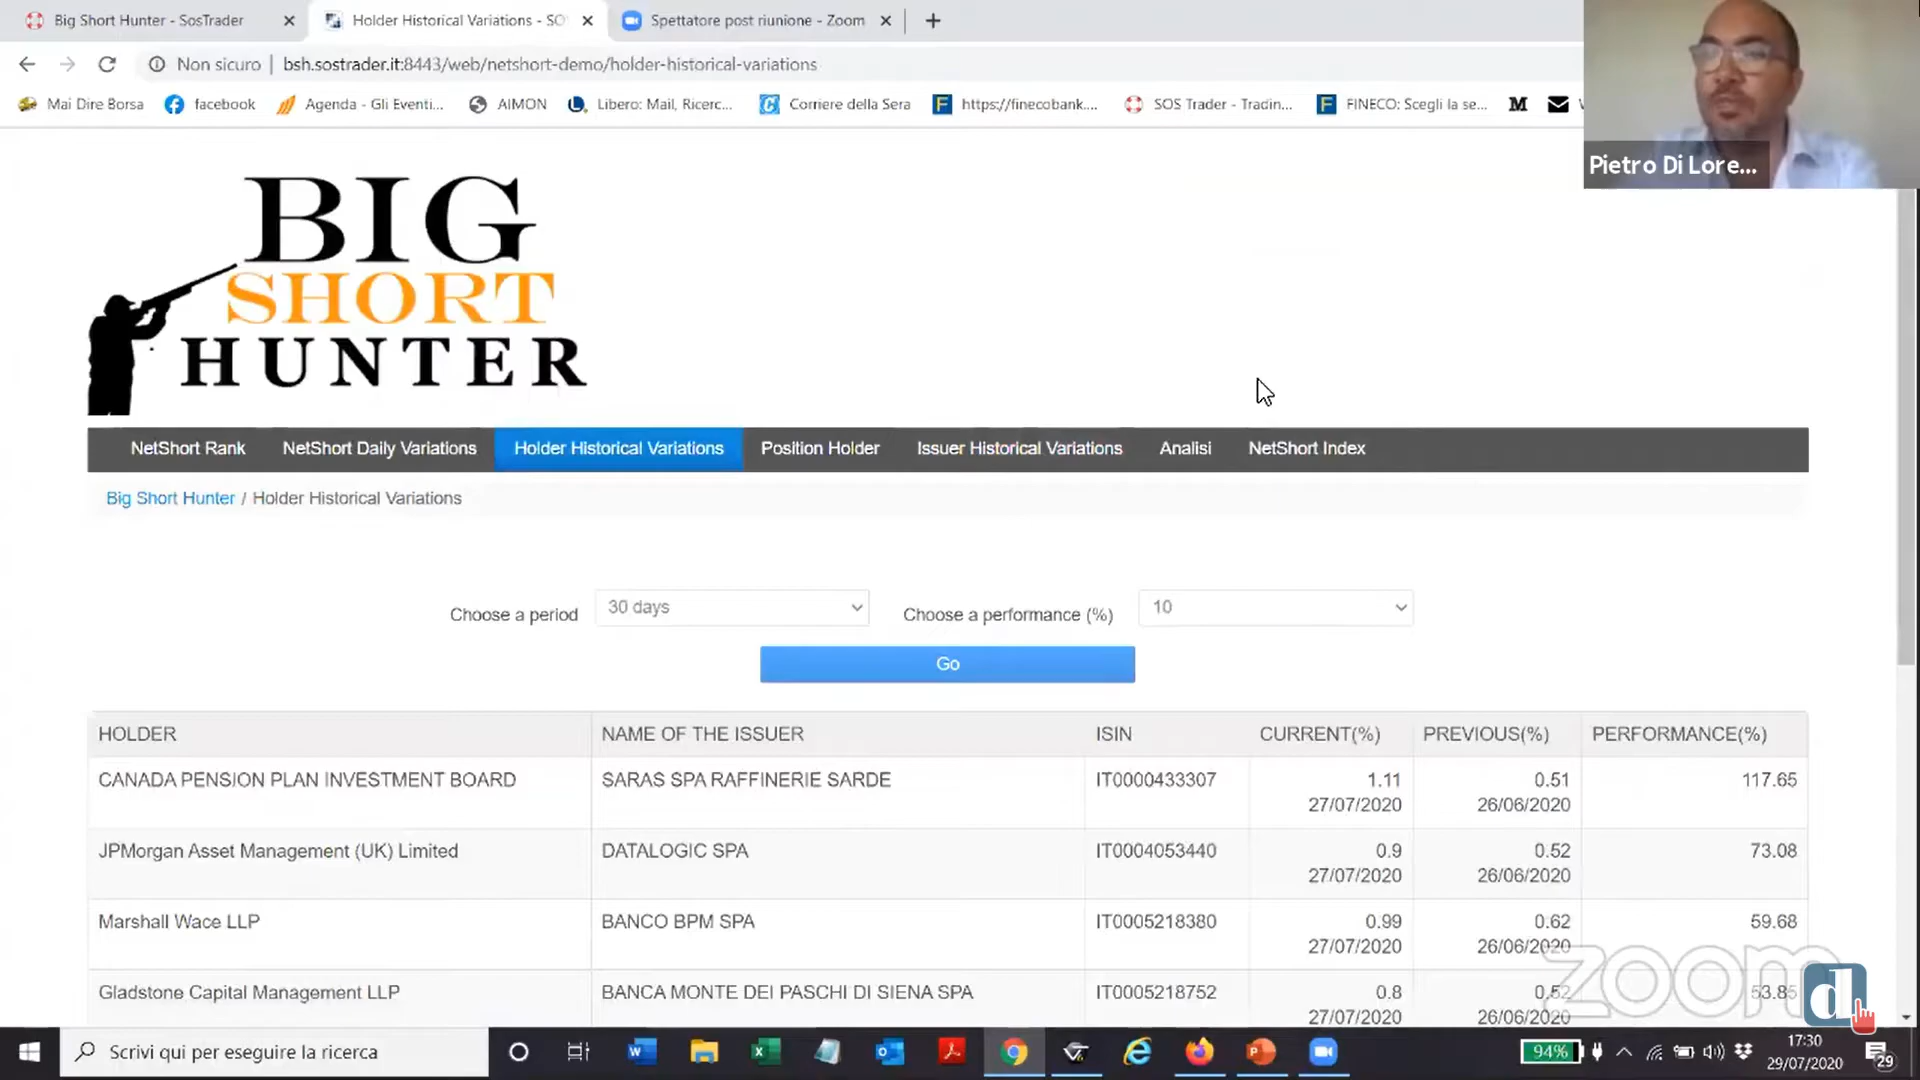 Big Short Hunter - SosTrader
Holder Historical Variations - SO
Spettatore post riunione - Zoom
Non sicuro | bsh.sostrader.it:8443/web/netshort-demo/holder-historical-variations
Mai Dire Borsa facebook Agenda - Gli Eventi... AIMON Libero: Mail, Ricerc... Corriere della Sera https://finecobank.... SOS Trader - Tradin... FINECO: Scegli la se... M
Pietro Di Lore...
BIG
SHORT
HUNTER
NetShort Rank NetShort Daily Variations Holder Historical Variations Position Holder Issuer Historical Variations Analisi NetShort Index
Big Short Hunter / Holder Historical Variations
Choose a period 30 days Choose a performance (%) 10
Go
HOLDER NAME OF THE ISSUER ISIN CURRENT(%) PREVIOUS(%) PERFORMANCE(%)
CANADA PENSION PLAN INVESTMENT BOARD SARAS SPA RAFFINERIE SARDE IT0000433307 1.11 0.51 117.65
27/07/2020 26/06/2020
JPMorgan Asset Management (UK) Limited DATALOGIC SPA IT0004053440 0.9 0.52 73.08
27/07/2020 26/06/2020
Marshall Wace LLP BANCO BPM SPA IT0005218380 0.99 0.62 59.68
27/07/2020 26/06/2020
Gladstone Capital Management LLP BANCA MONTE DEI PASCHI DI SIENA SPA IT0005218752 0.8 0.52 53.85
27/07/2020 26/06/2020
zoom
d
Scrivi qui per eseguire la ricerca
94%
17:30
29/07/2020
29